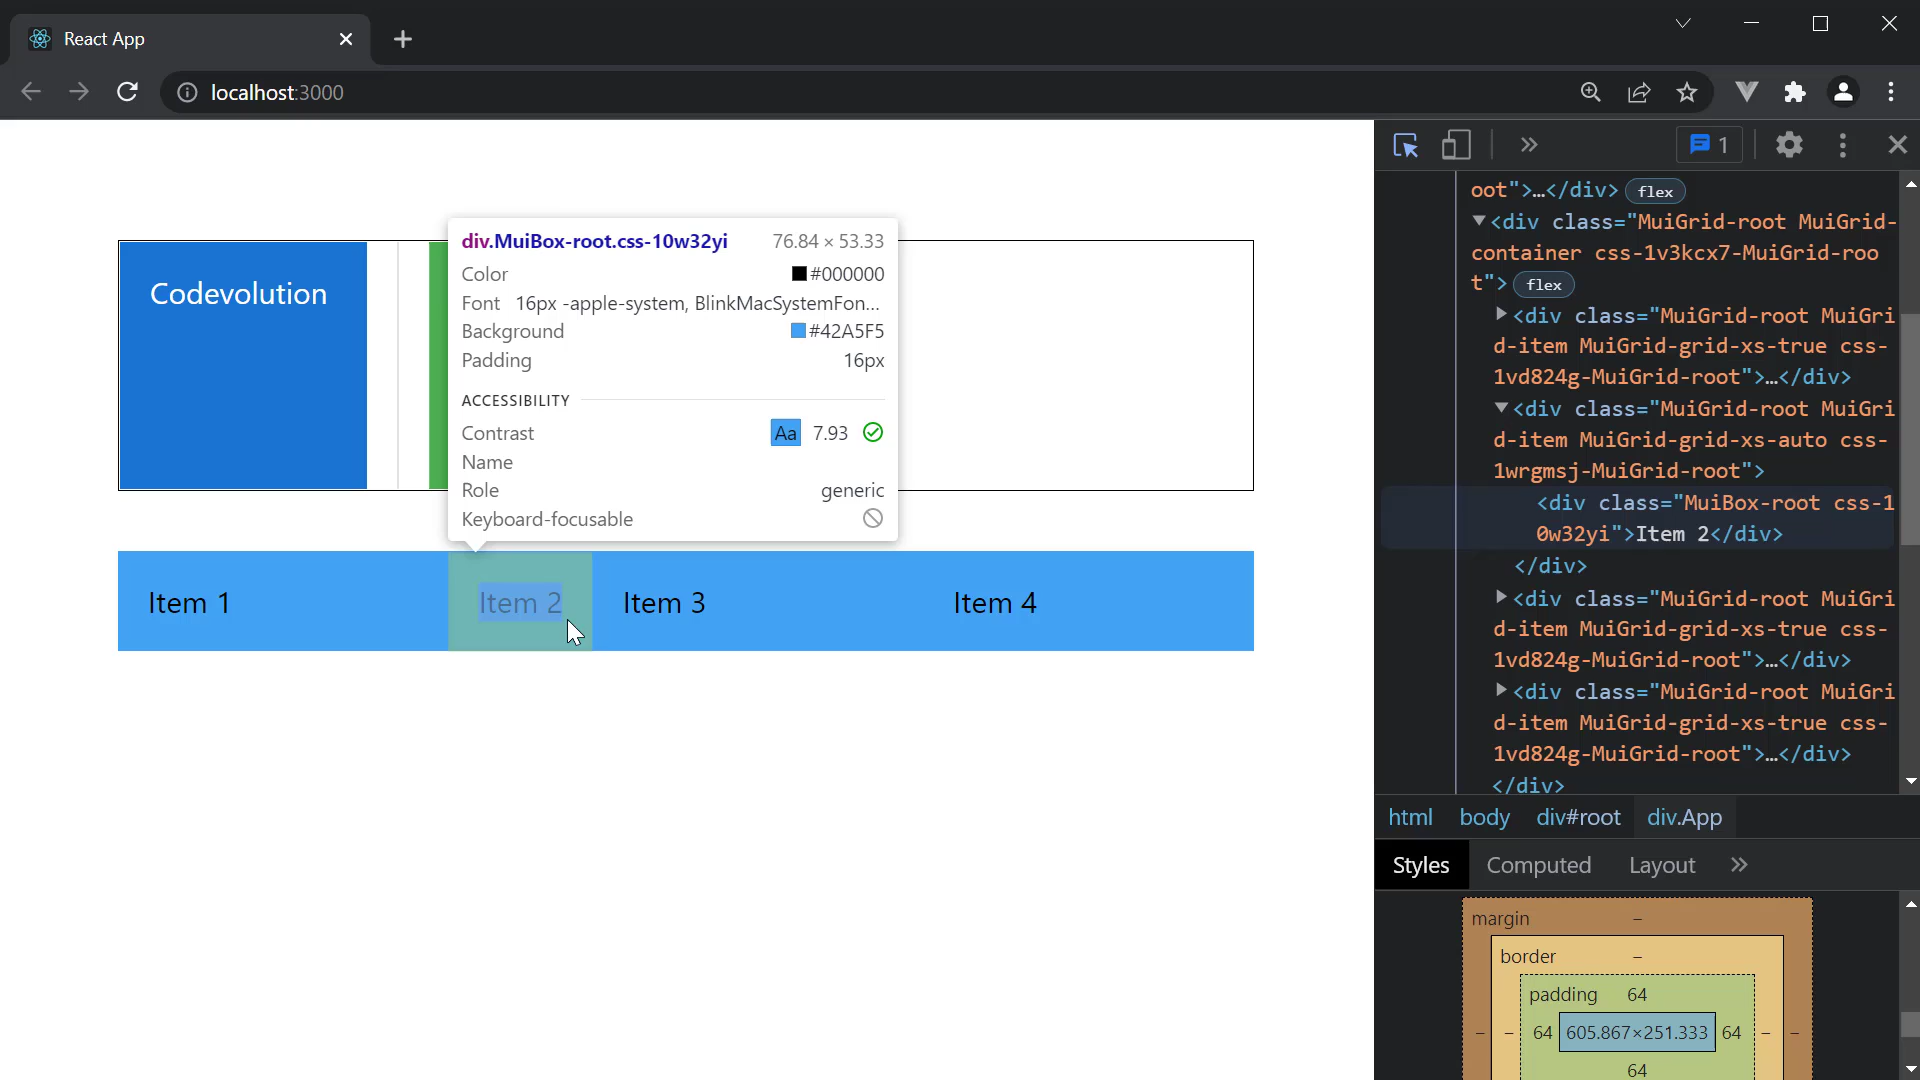 React App
localhost:3000
1
oot">…</div> flex
<div class="MuiGrid-root MuiGrid-
container css-1v3kcx7-MuiGrid-roo
t"> flex
<div class="MuiGrid-root MuiGri
d-item MuiGrid-grid-xs-true css-
1vd824g-MuiGrid-root">…</div>
<div class="MuiGrid-root MuiGri
d-item MuiGrid-grid-xs-auto css-
1wrgmsj-MuiGrid-root">
<div class="MuiBox-root css-1
0w32yi">Item 2</div>
</div>
<div class="MuiGrid-root MuiGri
d-item MuiGrid-grid-xs-true css-
1vd824g-MuiGrid-root">…</div>
<div class="MuiGrid-root MuiGri
d-item MuiGrid-grid-xs-true css-
1vd824g-MuiGrid-root">…</div>
</div>
html body div#root div.App
Styles Computed Layout
margin –
border –
padding 64
– – 64 605.867×251.333 64 – –
64
Codevolution
div.MuiBox-root.css-10w32yi 76.84 × 53.33
Color #000000
Font 16px -apple-system, BlinkMacSystemFon…
Background #42A5F5
Padding 16px
ACCESSIBILITY
Contrast Aa 7.93
Name
Role generic
Keyboard-focusable
Item 1 Item 2 Item 3 Item 4